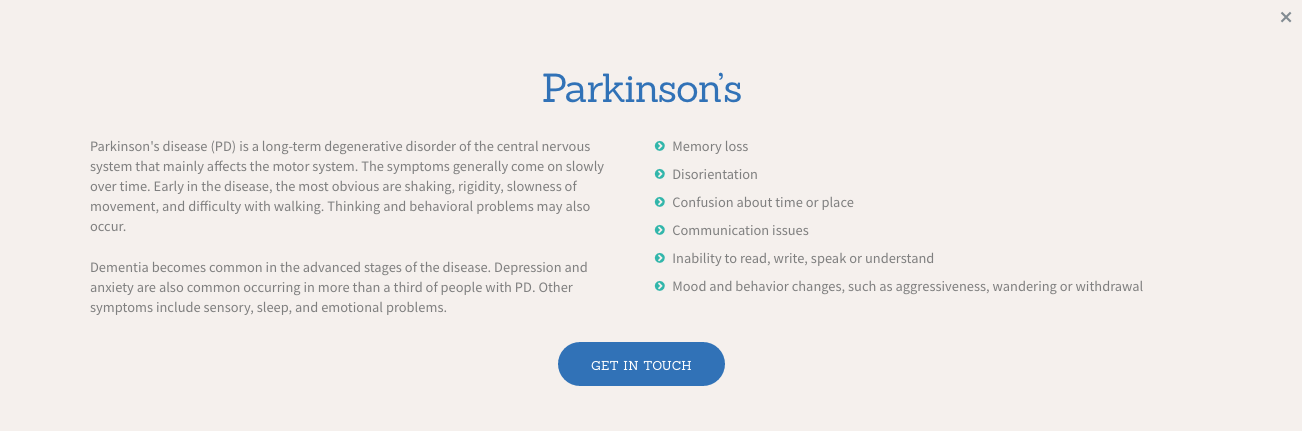 Parkinson’s
Parkinson's disease (PD) is a long-term degenerative disorder of the central nervous
system that mainly affects the motor system. The symptoms generally come on slowly
over time. Early in the disease, the most obvious are shaking, rigidity, slowness of
movement, and difficulty with walking. Thinking and behavioral problems may also
occur.
Dementia becomes common in the advanced stages of the disease. Depression and
anxiety are also common occurring in more than a third of people with PD. Other
symptoms include sensory, sleep, and emotional problems.
Memory loss
Disorientation
Confusion about time or place
Communication issues
Inability to read, write, speak or understand
Mood and behavior changes, such as aggressiveness, wandering or withdrawal
GET IN TOUCH